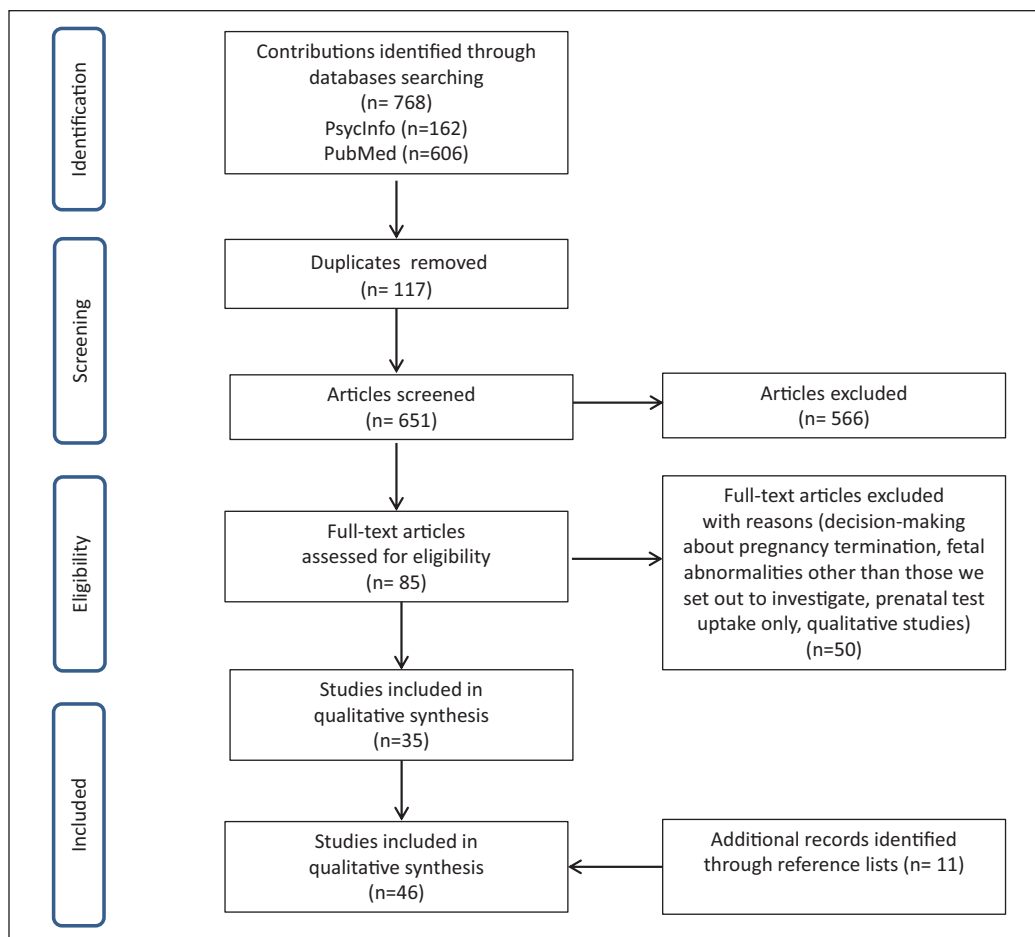 Identification
Contributions identified through
databases searching
(n= 768)
PsycInfo (n=162)
PubMed (n=606)
Screening
Duplicates removed
(n= 117)
Articles screened
(n= 651)
Articles excluded
(n= 566)
Eligibility
Full-text articles
assessed for eligibility
(n= 85)
Full-text articles excluded
with reasons (decision-making
about pregnancy termination, fetal
abnormalities other than those we
set out to investigate, prenatal test
uptake only, qualitative studies)
(n=50)
Included
Studies included in
qualitative synthesis
(n=35)
Studies included in
qualitative synthesis
(n=46)
Additional records identified
through reference lists (n= 11)